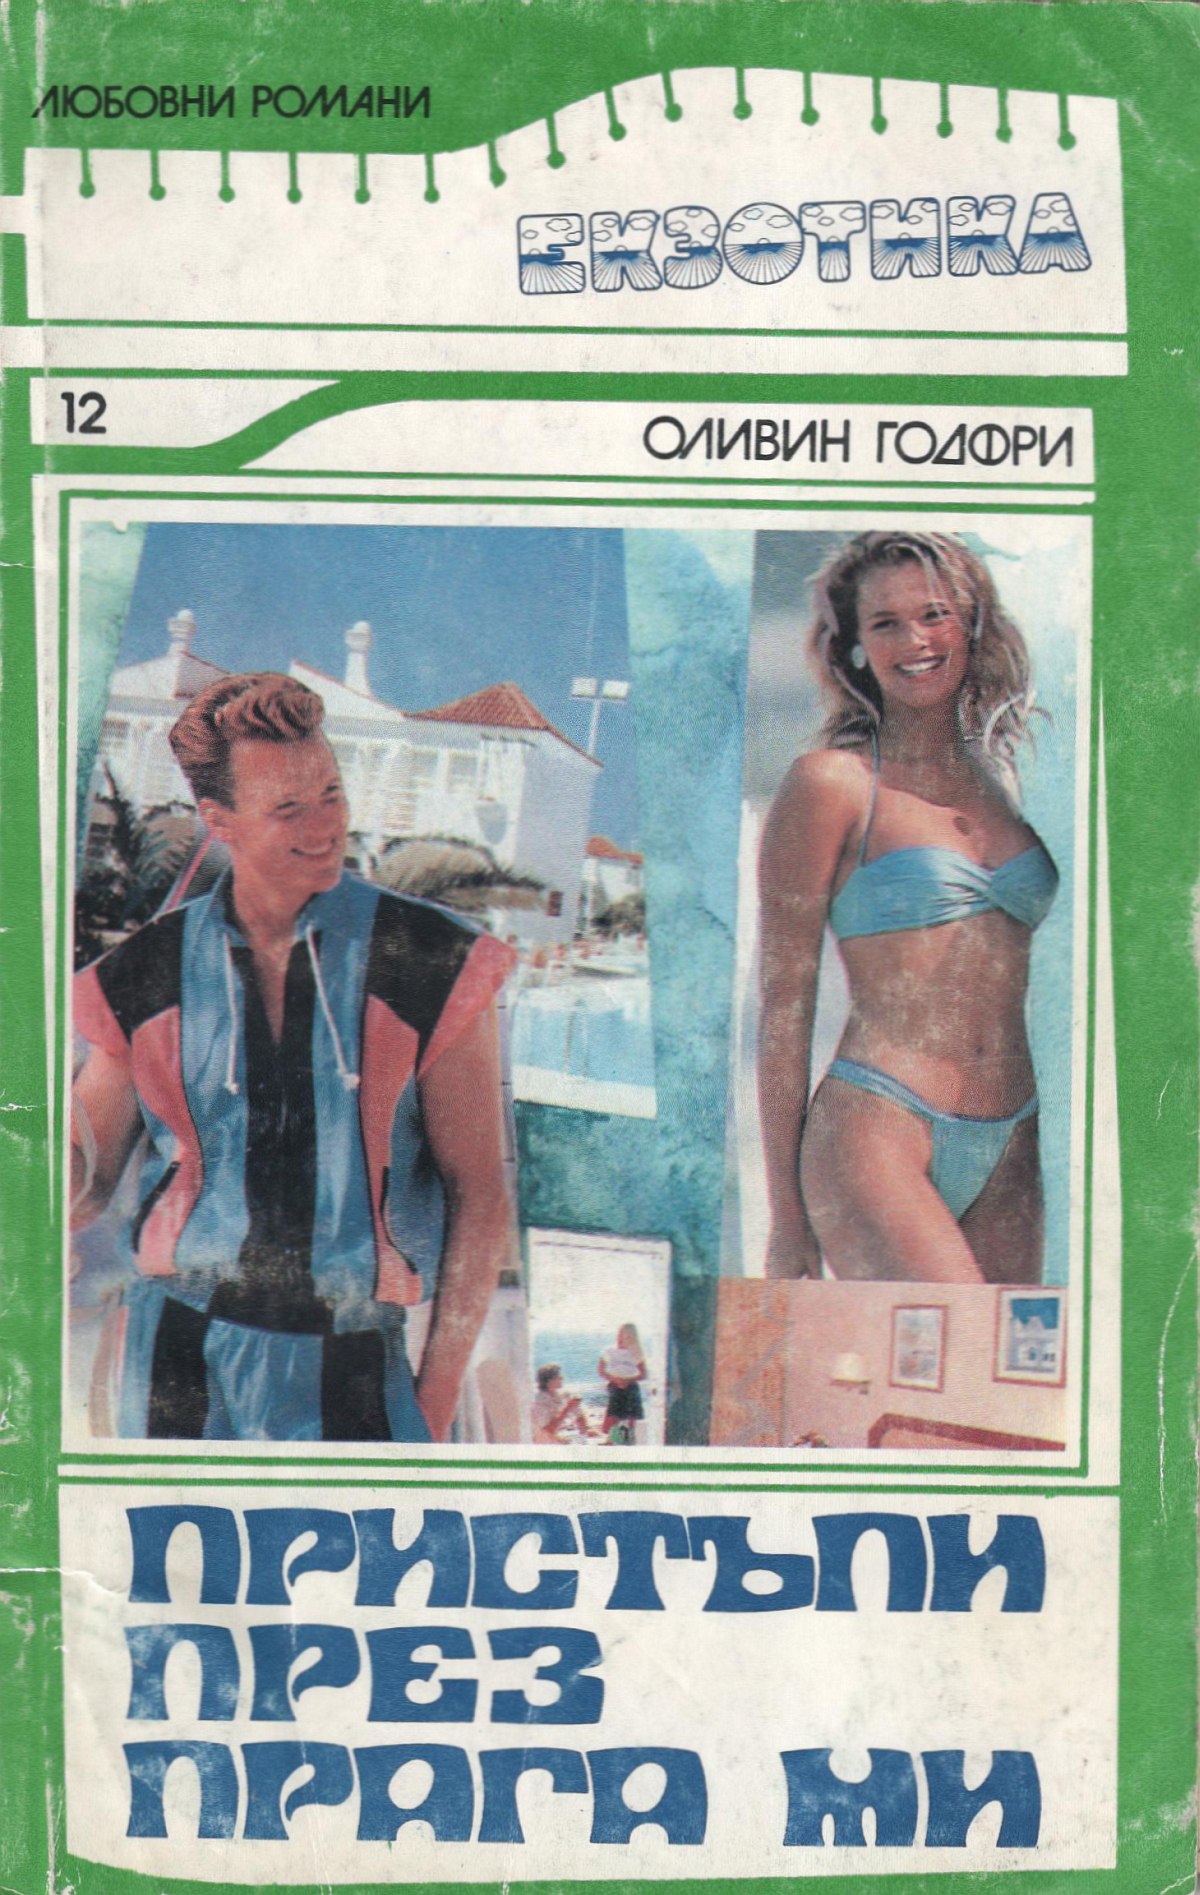 ЛЮБОВНИ РОМАНИ
ЕКЗОТИКА
12
ОЛИВИН ГОДФРИ
ПРИСТЪПИ
ПРЕЗ
ПРАГА МИ